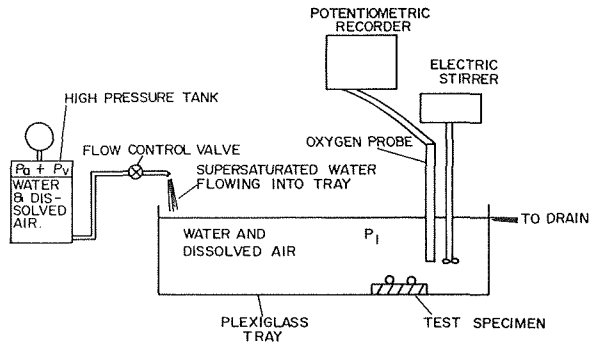 POTENTIOMETRIC
RECORDER
ELECTRIC
STIRRER
HIGH PRESSURE TANK
OXYGEN PROBE
FLOW CONTROL VALVE
Pa + Pv
WATER
& DIS-
SOLVED
AIR.
SUPERSATURATED WATER
FLOWING INTO TRAY
TO DRAIN
WATER AND
DISSOLVED AIR
P1
PLEXIGLASS
TRAY
TEST SPECIMEN